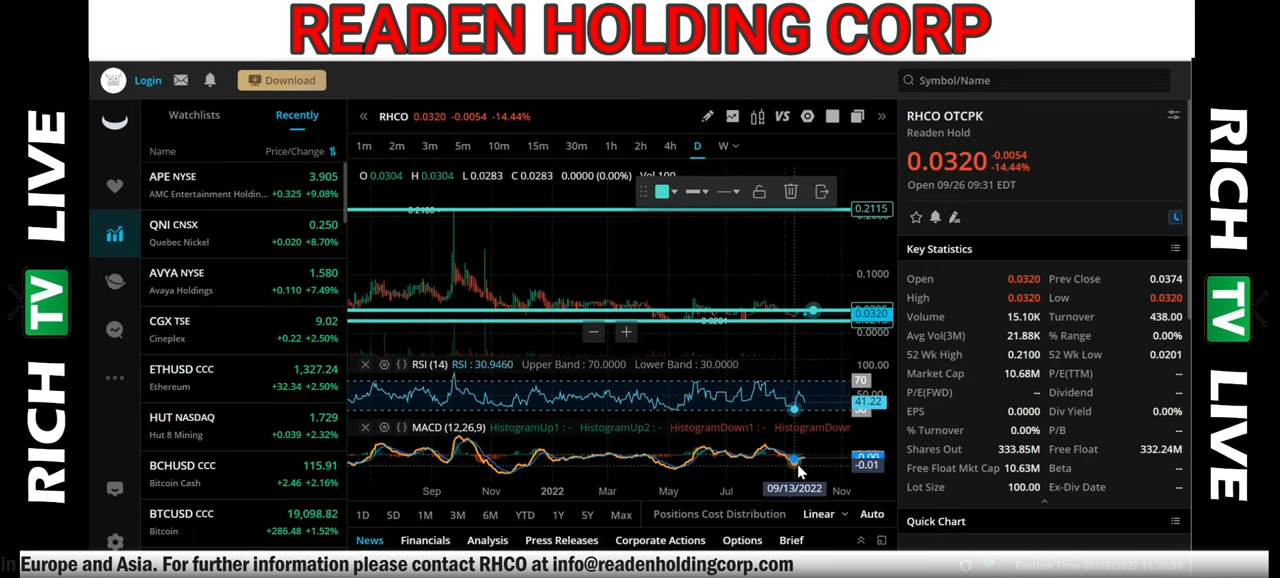 READEN HOLDING CORP
RICH TV LIVE
Login
Download
Symbol/Name
Watchlists
Recently
Name
Price/Change
APE NYSE 3.905
AMC Entertainment Holdin... +0.325 +9.08%
QNI CNSX 0.250
Quebec Nickel +0.020 +8.70%
AVYA NYSE 1.580
Avaya Holdings +0.110 +7.49%
CGX TSE 9.02
Cineplex +0.22 +2.50%
ETHUSD CCC 1,327.24
Ethereum +32.34 +2.50%
HUT NASDAQ 1.729
Hut 8 Mining +0.039 +2.32%
BCHUSD CCC 115.91
Bitcoin Cash +2.46 +2.16%
BTCUSD CCC 19,098.82
Bitcoin +286.48 +1.52%
RHCO 0.0320 -0.0054 -14.44%
VS
1m 2m 3m 5m 10m 15m 30m 1h 2h 4h D W
O 0.0304 H 0.0304 L 0.0283 C 0.0283 0.0000 (0.00%) Vol 100
0.2115
0.1000
0.0320
0.0000
RSI (14) RSI : 30.9460 Upper Band : 70.0000 Lower Band : 30.0000
100.00
70
41.22
MACD (12,26,9) HistogramUp1 : - HistogramUp2 : - HistogramDown1 : - HistogramDowr
-0.01
Sep Nov 2022 Mar May Jul 09/13/2022 Nov
1D 5D 1M 3M 6M YTD 1Y 5Y Max Positions Cost Distribution Linear Auto
News Financials Analysis Press Releases Corporate Actions Options Brief
RHCO OTCPK
Readen Hold
0.0320 -0.0054
-14.44%
Open 09/26 09:31 EDT
Key Statistics
Open 0.0320 Prev Close 0.0374
High 0.0320 Low 0.0320
Volume 15.10K Turnover 438.00
Avg Vol(3M) 21.88K % Range 0.00%
52 Wk High 0.2100 52 Wk Low 0.0201
Market Cap 10.68M P/E(TTM) --
P/E(FWD) -- Dividend --
EPS 0.0000 Div Yield 0.00%
% Turnover 0.00% P/B --
Shares Out 333.85M Free Float 332.24M
Free Float Mkt Cap 10.63M Beta --
Lot Size 100.00 Ex-Div Date --
Quick Chart
Eastern Time 09/26/2022 11:20:31
in Europe and Asia. For further information please contact RHCO at info@readenholdingcorp.com
RICH TV LIVE